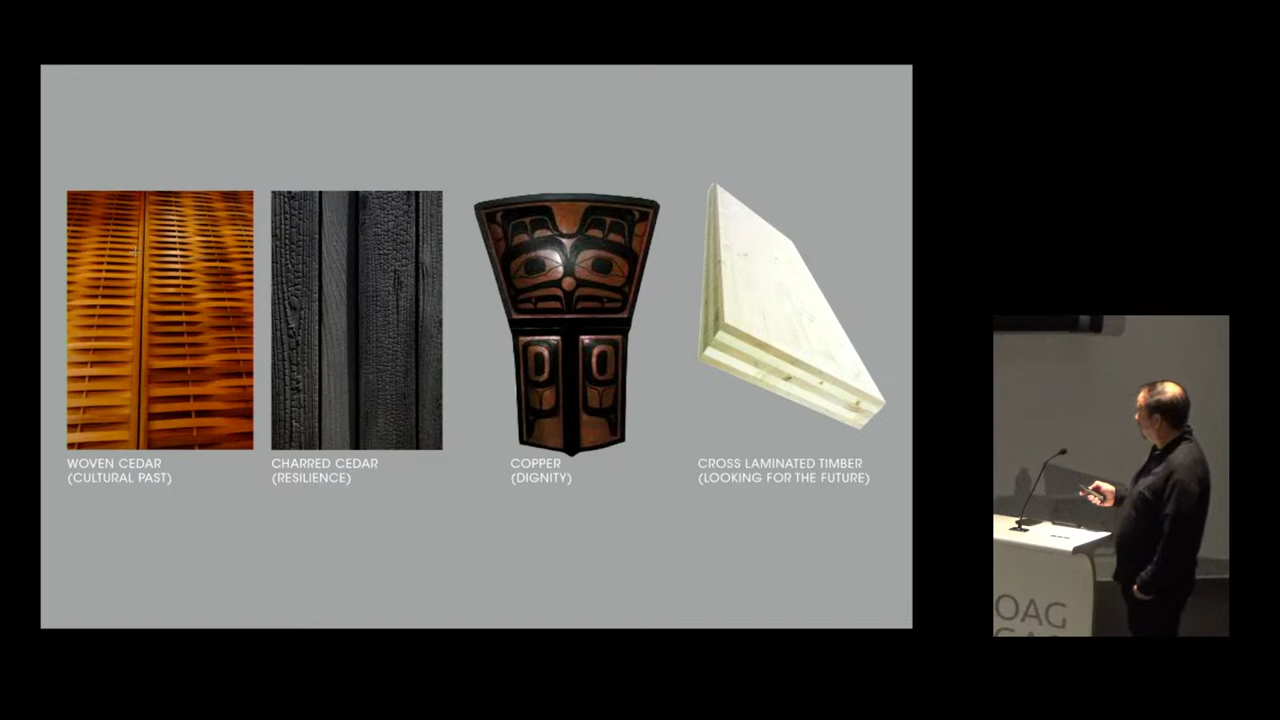 WOVEN CEDAR
(CULTURAL PAST)
CHARRED CEDAR
(RESILIENCE)
COPPER
(DIGNITY)
CROSS LAMINATED TIMBER
(LOOKING FOR THE FUTURE)
OAG